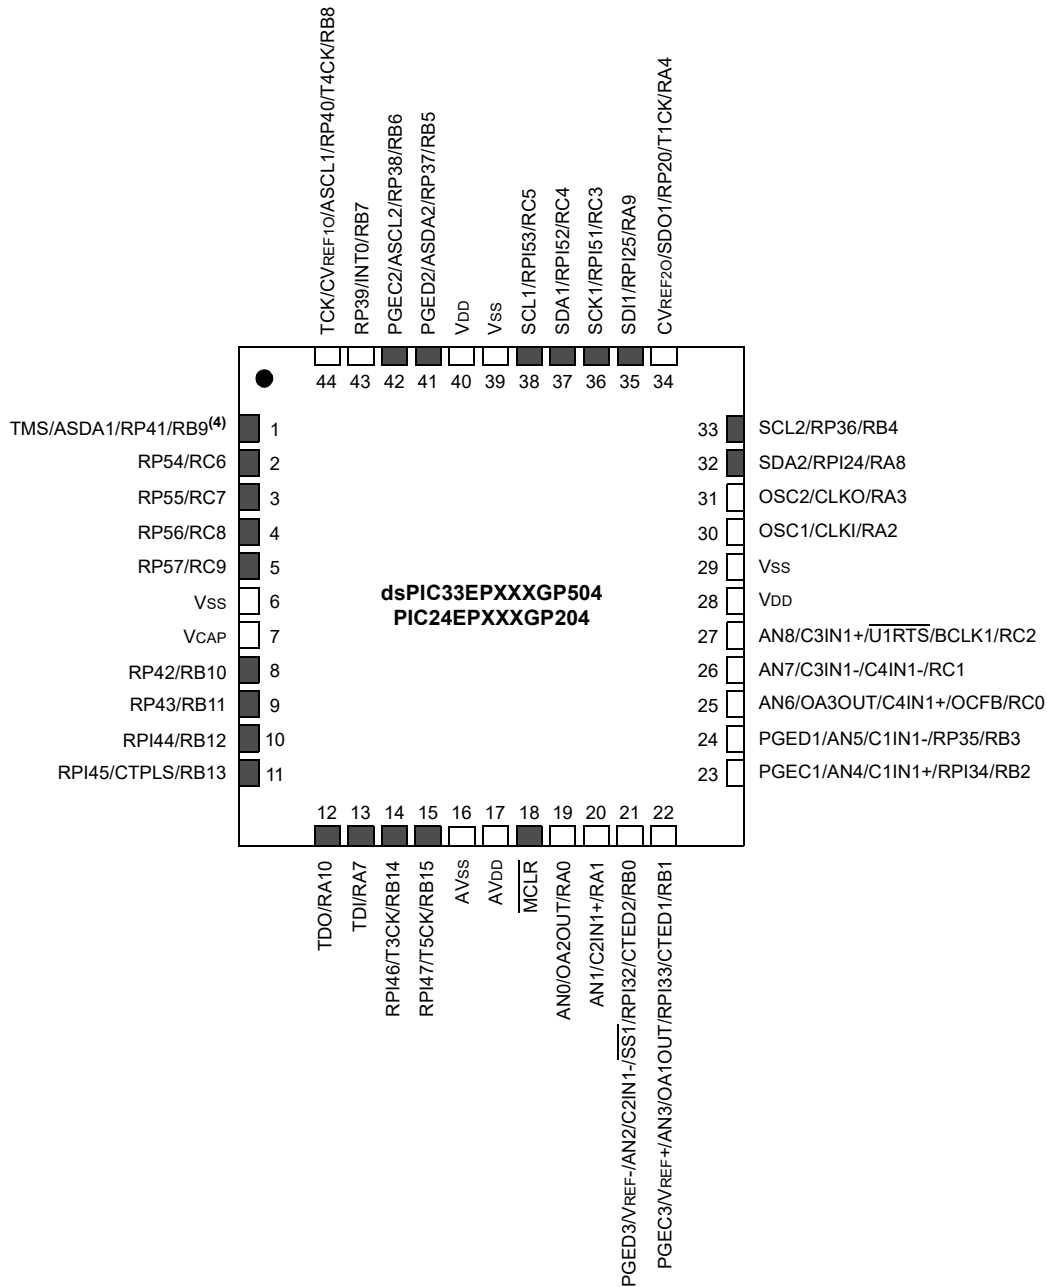 TCK/CVREF1O/ASCL1/RP40/T4CK/RB8
RP39/INT0/RB7
PGEC2/ASCL2/RP38/RB6
PGED2/ASDA2/RP37/RB5
VDD
VSS
SCL1/RPI53/RC5
SDA1/RPI52/RC4
SCK1/RPI51/RC3
SDI1/RPI25/RA9
CVREF2O/SDO1/RP20/T1CK/RA4
44 43 42 41 40 39 38 37 36 35 34
TMS/ASDA1/RP41/RB9(4) 1
RP54/RC6 2
RP55/RC7 3
RP56/RC8 4
RP57/RC9 5
VSS 6
VCAP 7
RP42/RB10 8
RP43/RB11 9
RPI44/RB12 10
RPI45/CTPLS/RB13 11
dsPIC33EPXXXGP504
PIC24EPXXXGP204
33 SCL2/RP36/RB4
32 SDA2/RPI24/RA8
31 OSC2/CLKO/RA3
30 OSC1/CLKI/RA2
29 VSS
28 VDD
27 AN8/C3IN1+/U1RTS/BCLK1/RC2
26 AN7/C3IN1-/C4IN1-/RC1
25 AN6/OA3OUT/C4IN1+/OCFB/RC0
24 PGED1/AN5/C1IN1-/RP35/RB3
23 PGEC1/AN4/C1IN1+/RPI34/RB2
12 13 14 15 16 17 18 19 20 21 22
TDO/RA10
TDI/RA7
RPI46/T3CK/RB14
RPI47/T5CK/RB15
AVSS
AVDD
MCLR
AN0/OA2OUT/RA0
AN1/C2IN1+/RA1
PGED3/VREF-/AN2/C2IN1-/SS1/RPI32/CTED2/RB0
PGEC3/VREF+/AN3/OA1OUT/RPI33/CTED1/RB1